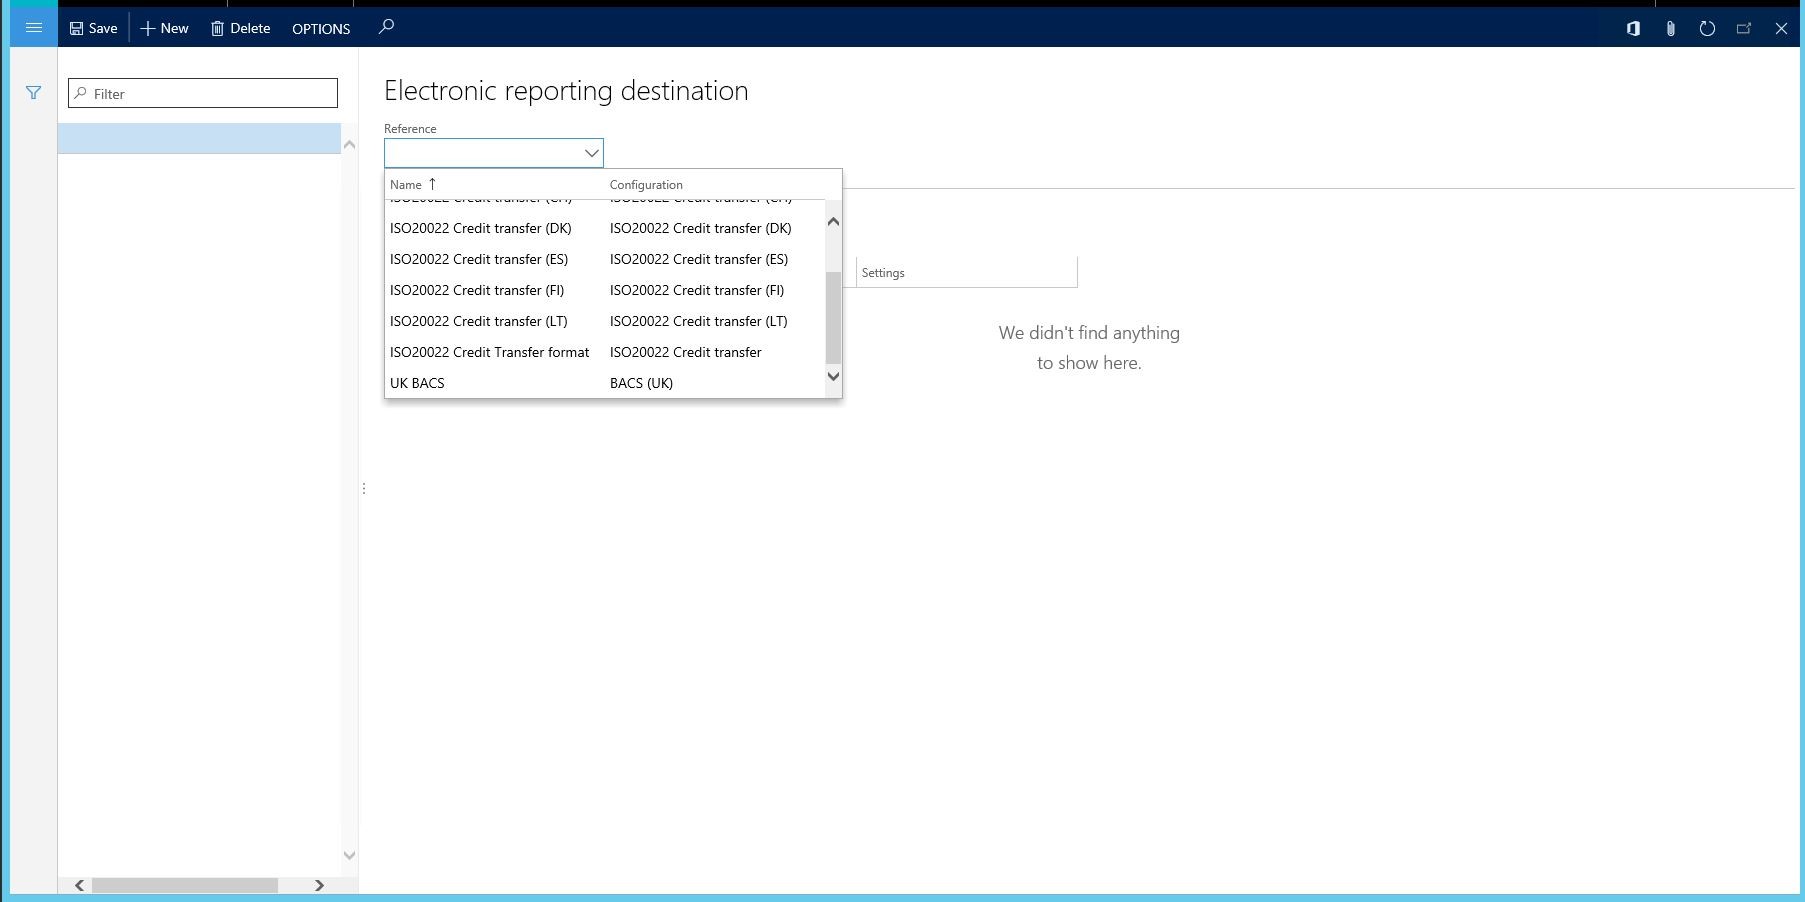 Save New Delete OPTIONS
Filter
Electronic reporting destination
Reference
Name Configuration
ISO20022 Credit transfer (DK) ISO20022 Credit transfer (DK)
ISO20022 Credit transfer (ES) ISO20022 Credit transfer (ES)
Settings
ISO20022 Credit transfer (FI) ISO20022 Credit transfer (FI)
ISO20022 Credit transfer (LT) ISO20022 Credit transfer (LT)
ISO20022 Credit Transfer format ISO20022 Credit transfer
UK BACS BACS (UK)
We didn't find anything
to show here.